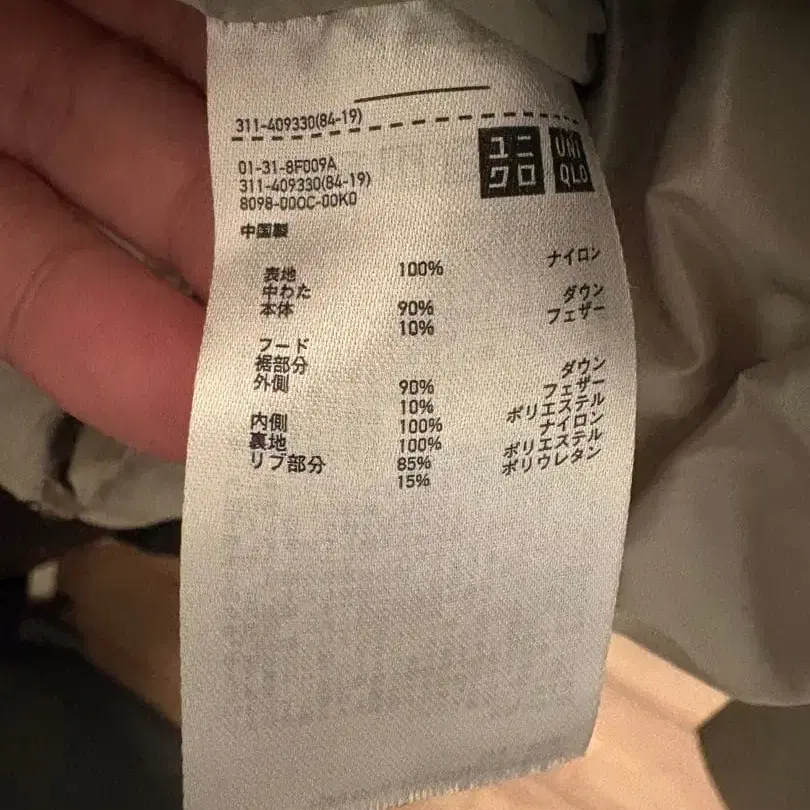 311-409330(84-19)
ユニ UNI
クロ QLO
01-31-8F009A
311-409330(84-19)
8098-000C-00K0
中国製
表地 100% ナイロン
中わた
本体 90% ダウン
10% フェザー
フード
裾部分
外側 90% ダウン
10% フェザー
内側 100% ポリエステル
裏地 100% ナイロン
リブ部分 85% ポリエステル
15% ポリウレタン